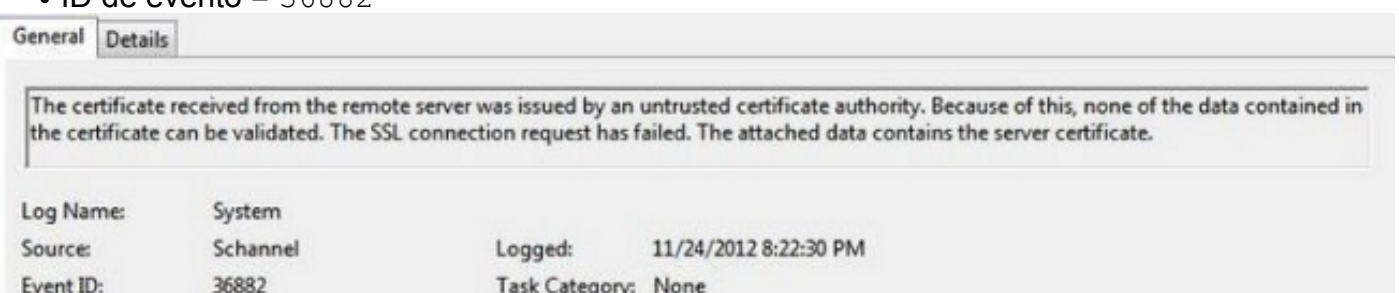 • ID de evento = 36882
General Details
The certificate received from the remote server was issued by an untrusted certificate authority. Because of this, none of the data contained in
the certificate can be validated. The SSL connection request has failed. The attached data contains the server certificate.
Log Name: System
Source: Schannel Logged: 11/24/2012 8:22:30 PM
Event ID: 36882 Task Category: None